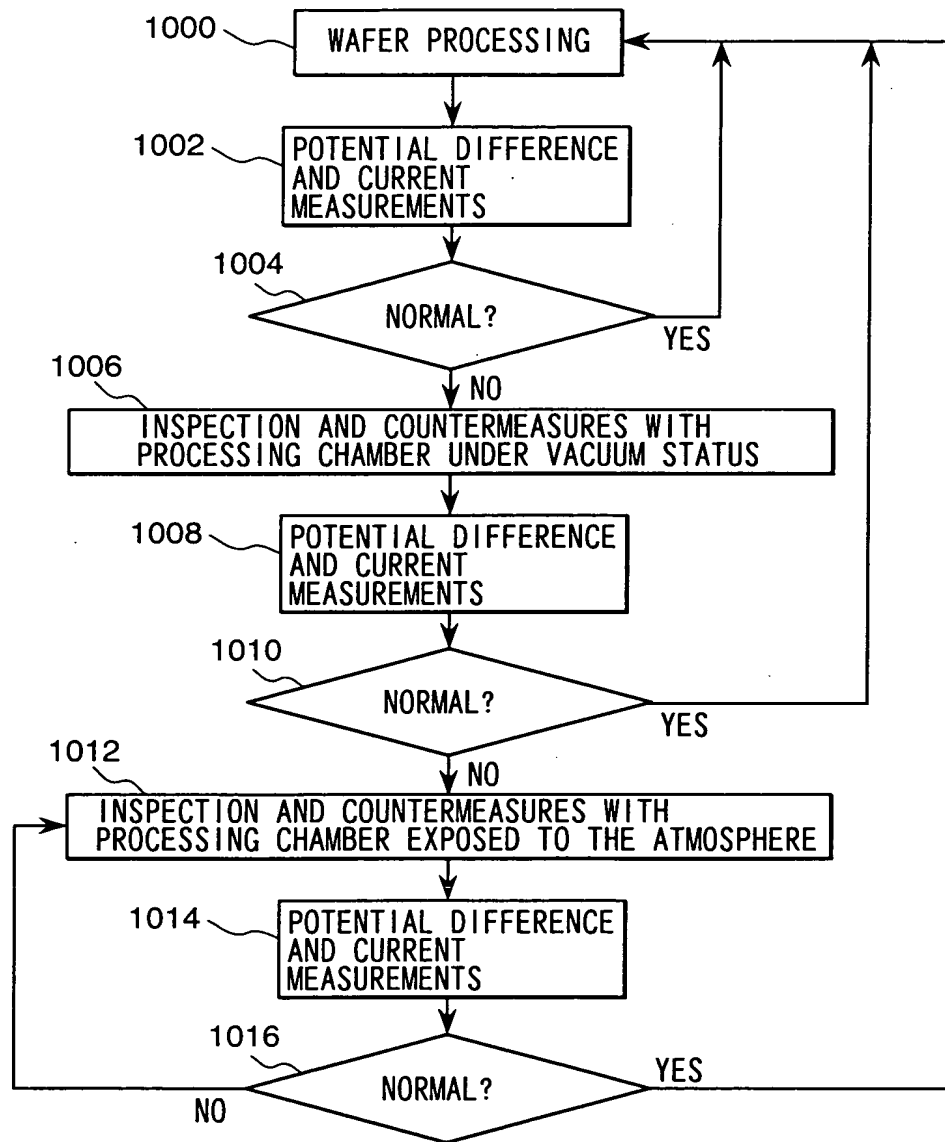 1000
WAFER PROCESSING
1002
POTENTIAL DIFFERENCE
AND CURRENT
MEASUREMENTS
1004
NORMAL?
YES
NO
1006
INSPECTION AND COUNTERMEASURES WITH
PROCESSING CHAMBER UNDER VACUUM STATUS
1008
POTENTIAL DIFFERENCE
AND CURRENT
MEASUREMENTS
1010
NORMAL?
YES
NO
1012
INSPECTION AND COUNTERMEASURES WITH
PROCESSING CHAMBER EXPOSED TO THE ATMOSPHERE
1014
POTENTIAL DIFFERENCE
AND CURRENT
MEASUREMENTS
1016
NORMAL?
YES
NO